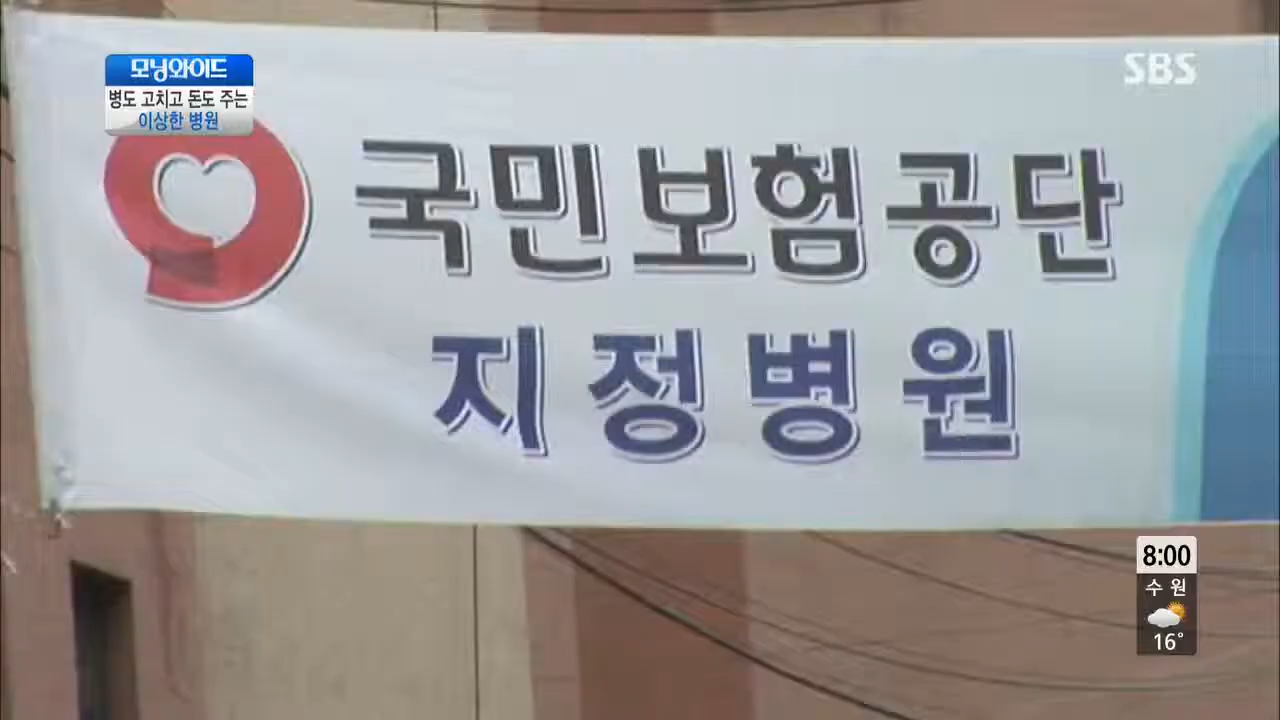 모닝와이드
병도 고치고 돈도 주는
이상한 병원
SBS
국민보험공단
지정병원
8:00
수원
16°